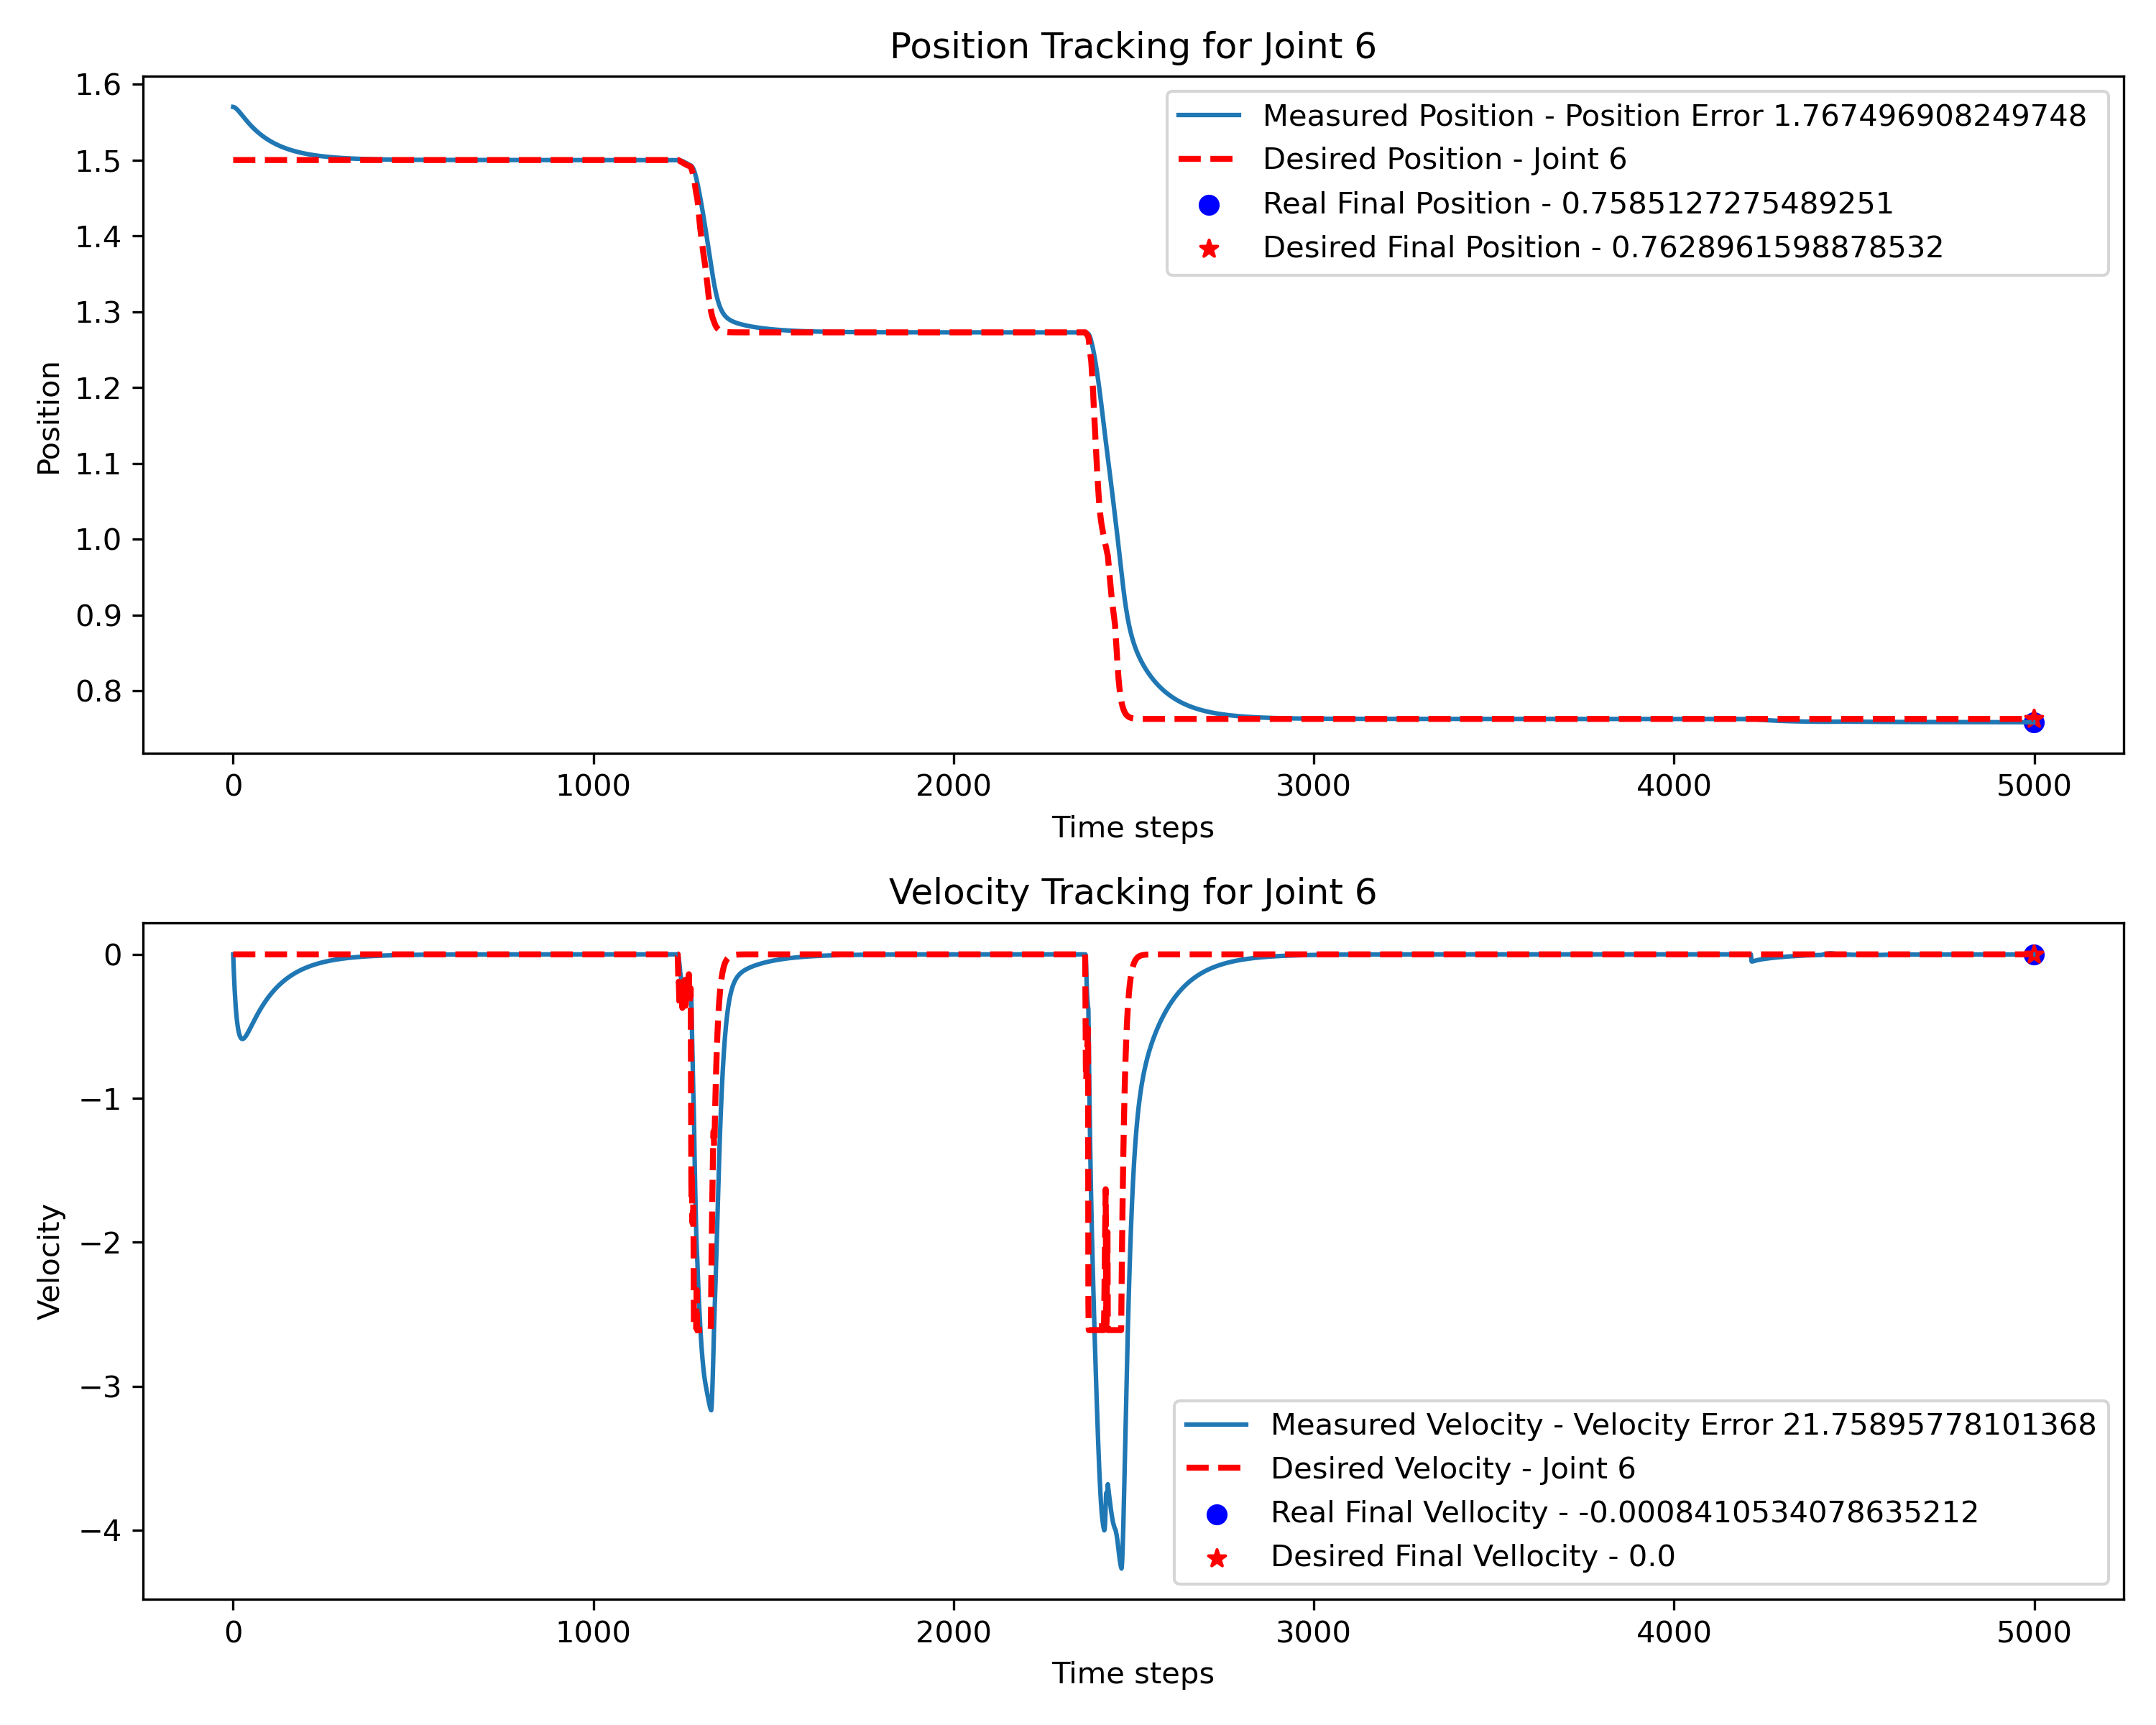 Position Tracking for Joint 6
1.6
1.5
1.4
1.3
1.2
1.1
1.0
0.9
0.8
Position
Measured Position - Position Error 1.767496908249748
Desired Position - Joint 6
Real Final Position - 0.7585127275489251
Desired Final Position - 0.7628961598878532
0 1000 2000 3000 4000 5000
Time steps
Velocity Tracking for Joint 6
0
−1
−2
−3
−4
Velocity
Measured Velocity - Velocity Error 21.75895778101368
Desired Velocity - Joint 6
Real Final Vellocity - -0.0008410534078635212
Desired Final Vellocity - 0.0
0 1000 2000 3000 4000 5000
Time steps